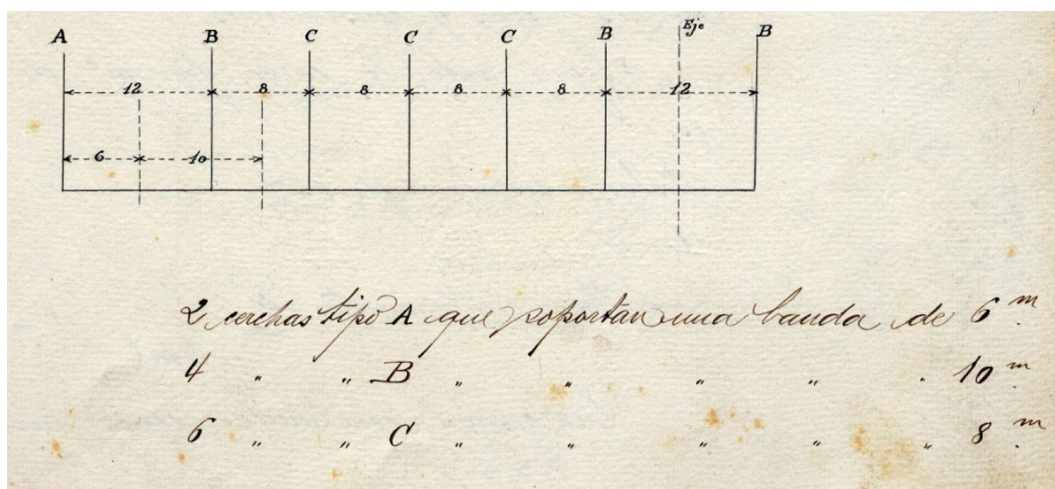 A B C C C B Eje B
12 8 8 8 8 12
6 10
2 cerchas tipo A que soportan una banda de 6 m.
4 " " B " " " " " 10 m.
6 " " C " " " " " 8 m.